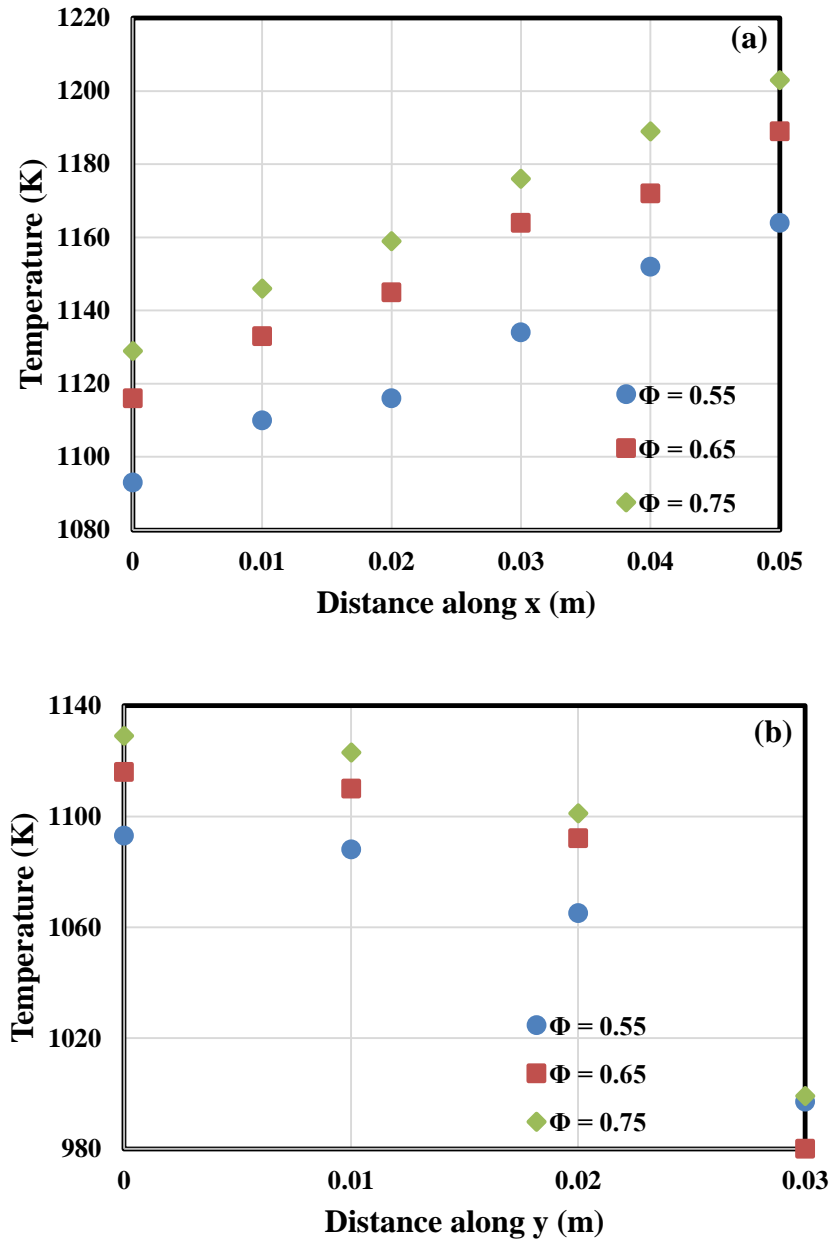 (a)
Temperature (K)
1220
1200
1180
1160
1140
1120
1100
1080
Φ = 0.55
Φ = 0.65
Φ = 0.75
0 0.01 0.02 0.03 0.04 0.05
Distance along x (m)
(b)
Temperature (K)
1140
1100
1060
1020
980
Φ = 0.55
Φ = 0.65
Φ = 0.75
0 0.01 0.02 0.03
Distance along y (m)